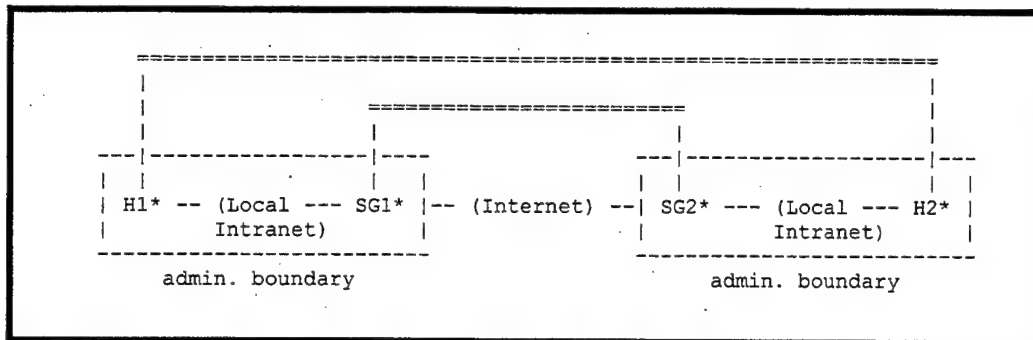 ===========================================================
|                                                         |
|                                                         |
|                 =======================                 |
|                 |                     |                 |
---|-----------------|----             ---|-----------------|---
| H1* -- (Local --- SG1* |-- (Internet) --| SG2* --- (Local --- H2* |
| Intranet) | | Intranet) |
--------------------------- ---------------------------
admin. boundary admin. boundary